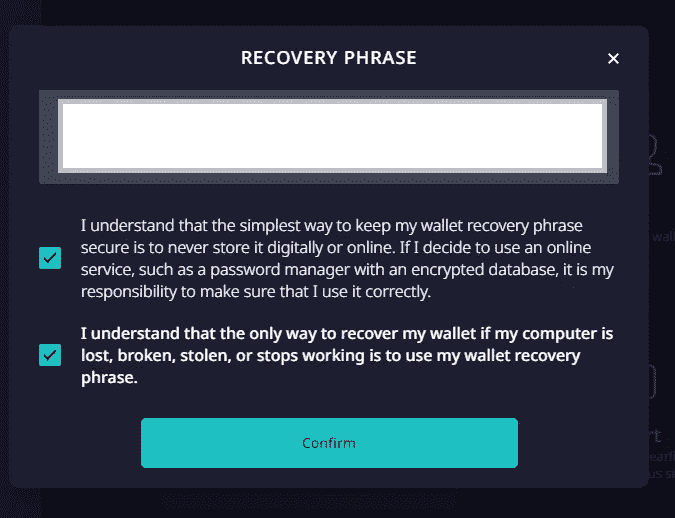 RECOVERY PHRASE
I understand that the simplest way to keep my wallet recovery phrase
secure is to never store it digitally or online. If I decide to use an online
service, such as a password manager with an encrypted database, it is my
responsibility to make sure that I use it correctly.
I understand that the only way to recover my wallet if my computer is
lost, broken, stolen, or stops working is to use my wallet recovery
phrase.
Confirm